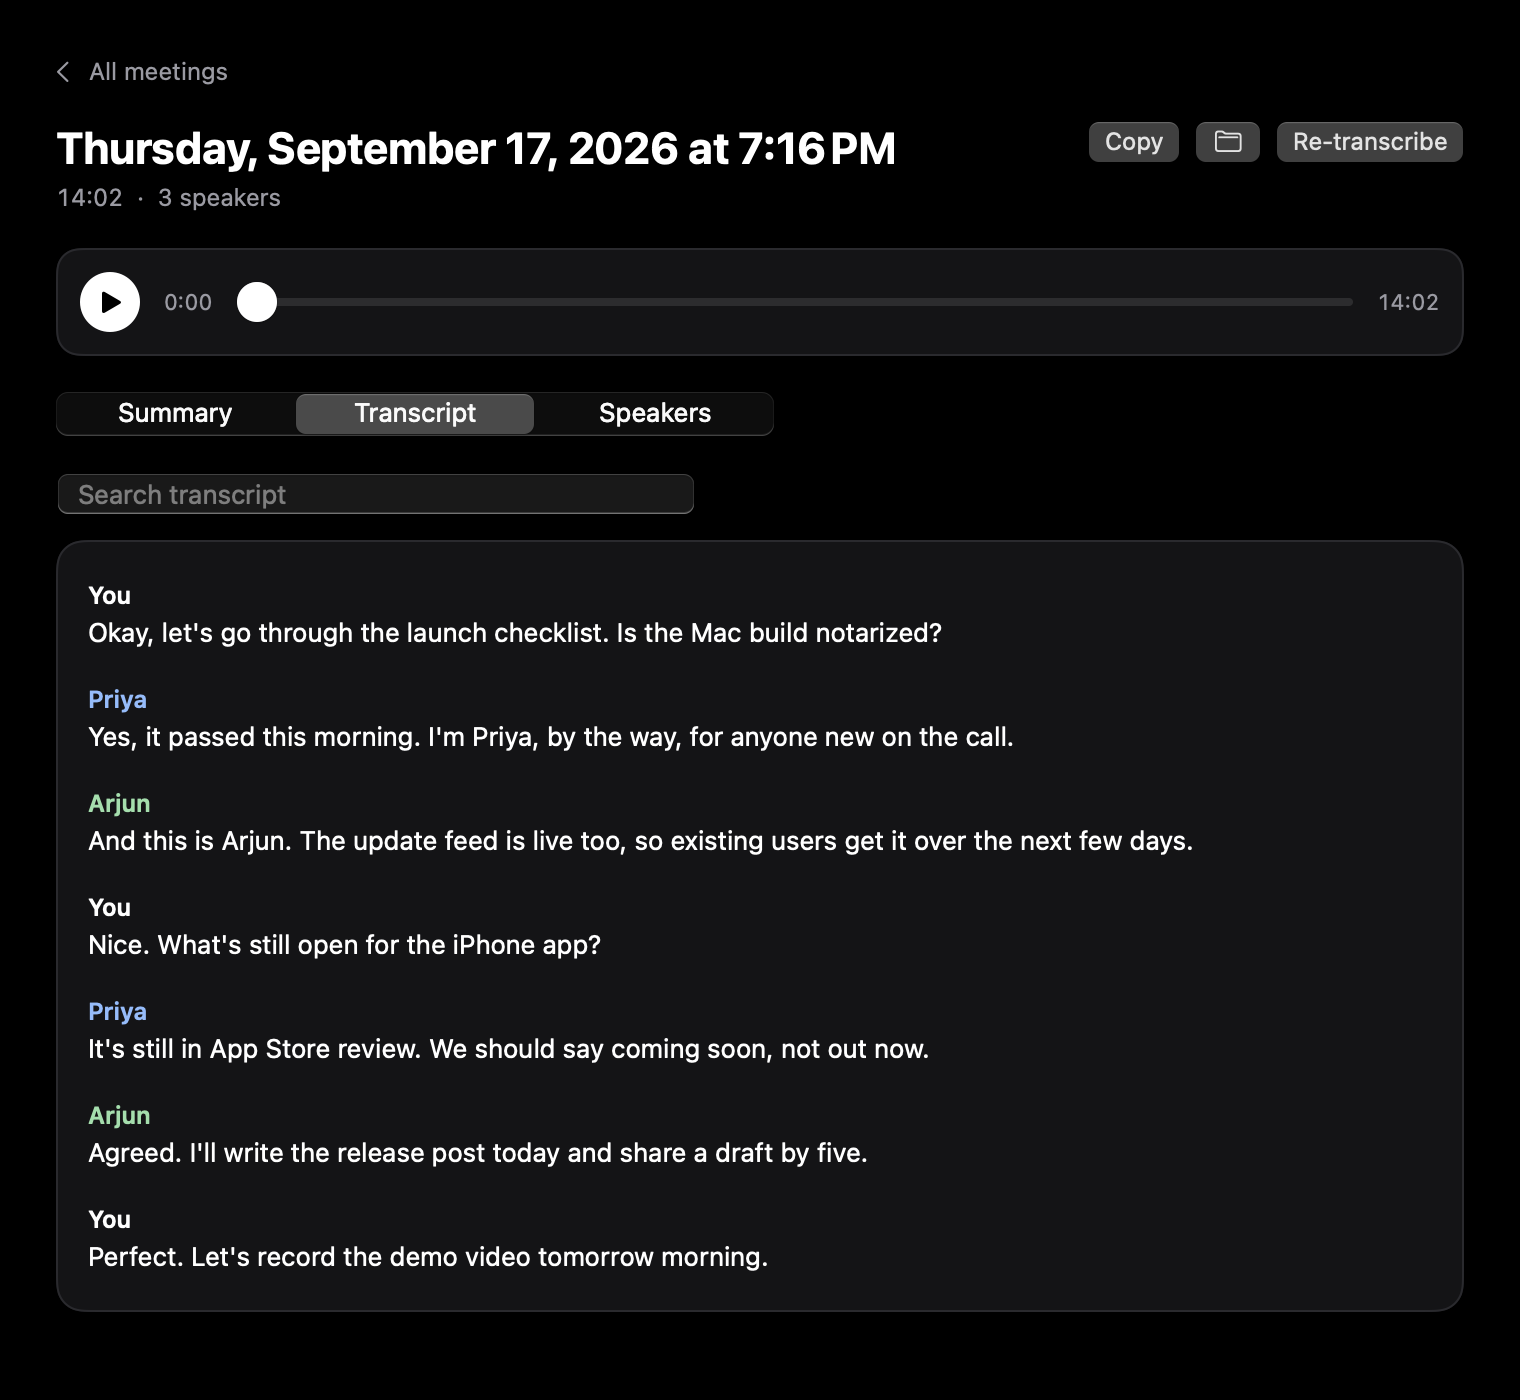 All meetings
Thursday, September 17, 2026 at 7:16 PM
Copy
Re-transcribe
14:02 · 3 speakers
0:00
14:02
Summary
Transcript
Speakers
Search transcript
You
Okay, let's go through the launch checklist. Is the Mac build notarized?
Priya
Yes, it passed this morning. I'm Priya, by the way, for anyone new on the call.
Arjun
And this is Arjun. The update feed is live too, so existing users get it over the next few days.
You
Nice. What's still open for the iPhone app?
Priya
It's still in App Store review. We should say coming soon, not out now.
Arjun
Agreed. I'll write the release post today and share a draft by five.
You
Perfect. Let's record the demo video tomorrow morning.